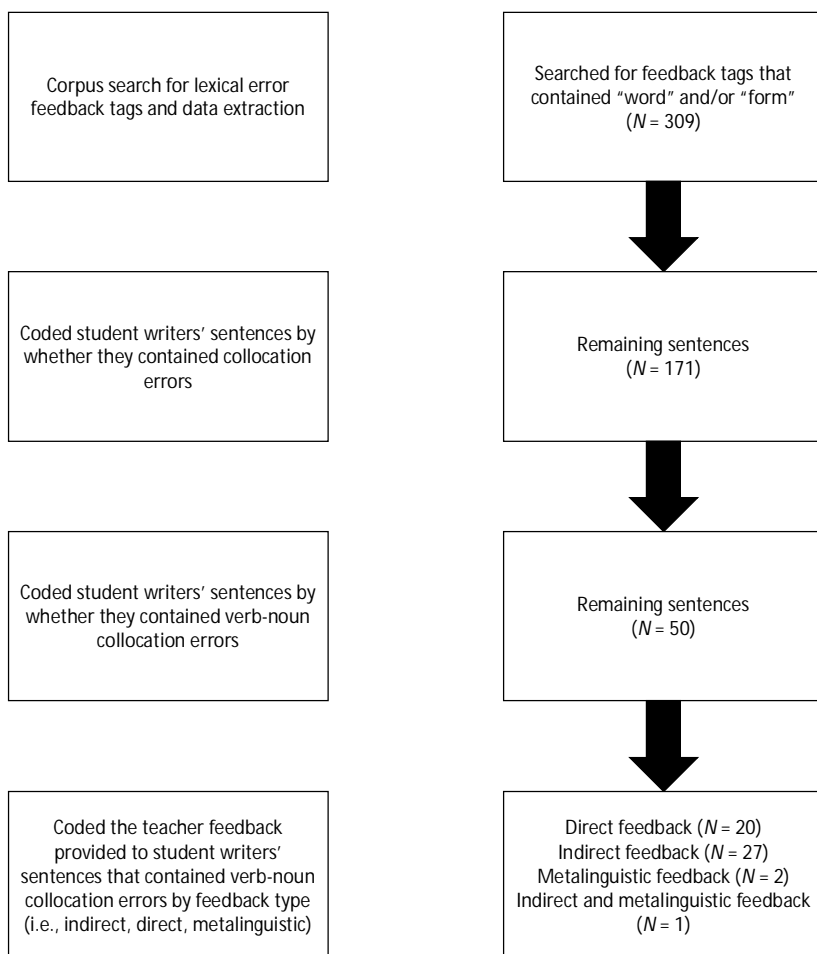 Corpus search for lexical error
feedback tags and data extraction
Searched for feedback tags that
contained “word” and/or “form”
(N = 309)
Coded student writers’ sentences by
whether they contained collocation
errors
Remaining sentences
(N = 171)
Coded student writers’ sentences by
whether they contained verb-noun
collocation errors
Remaining sentences
(N = 50)
Coded the teacher feedback
provided to student writers’
sentences that contained verb-noun
collocation errors by feedback type
(i.e., indirect, direct, metalinguistic)
Direct feedback (N = 20)
Indirect feedback (N = 27)
Metalinguistic feedback (N = 2)
Indirect and metalinguistic feedback
(N = 1)